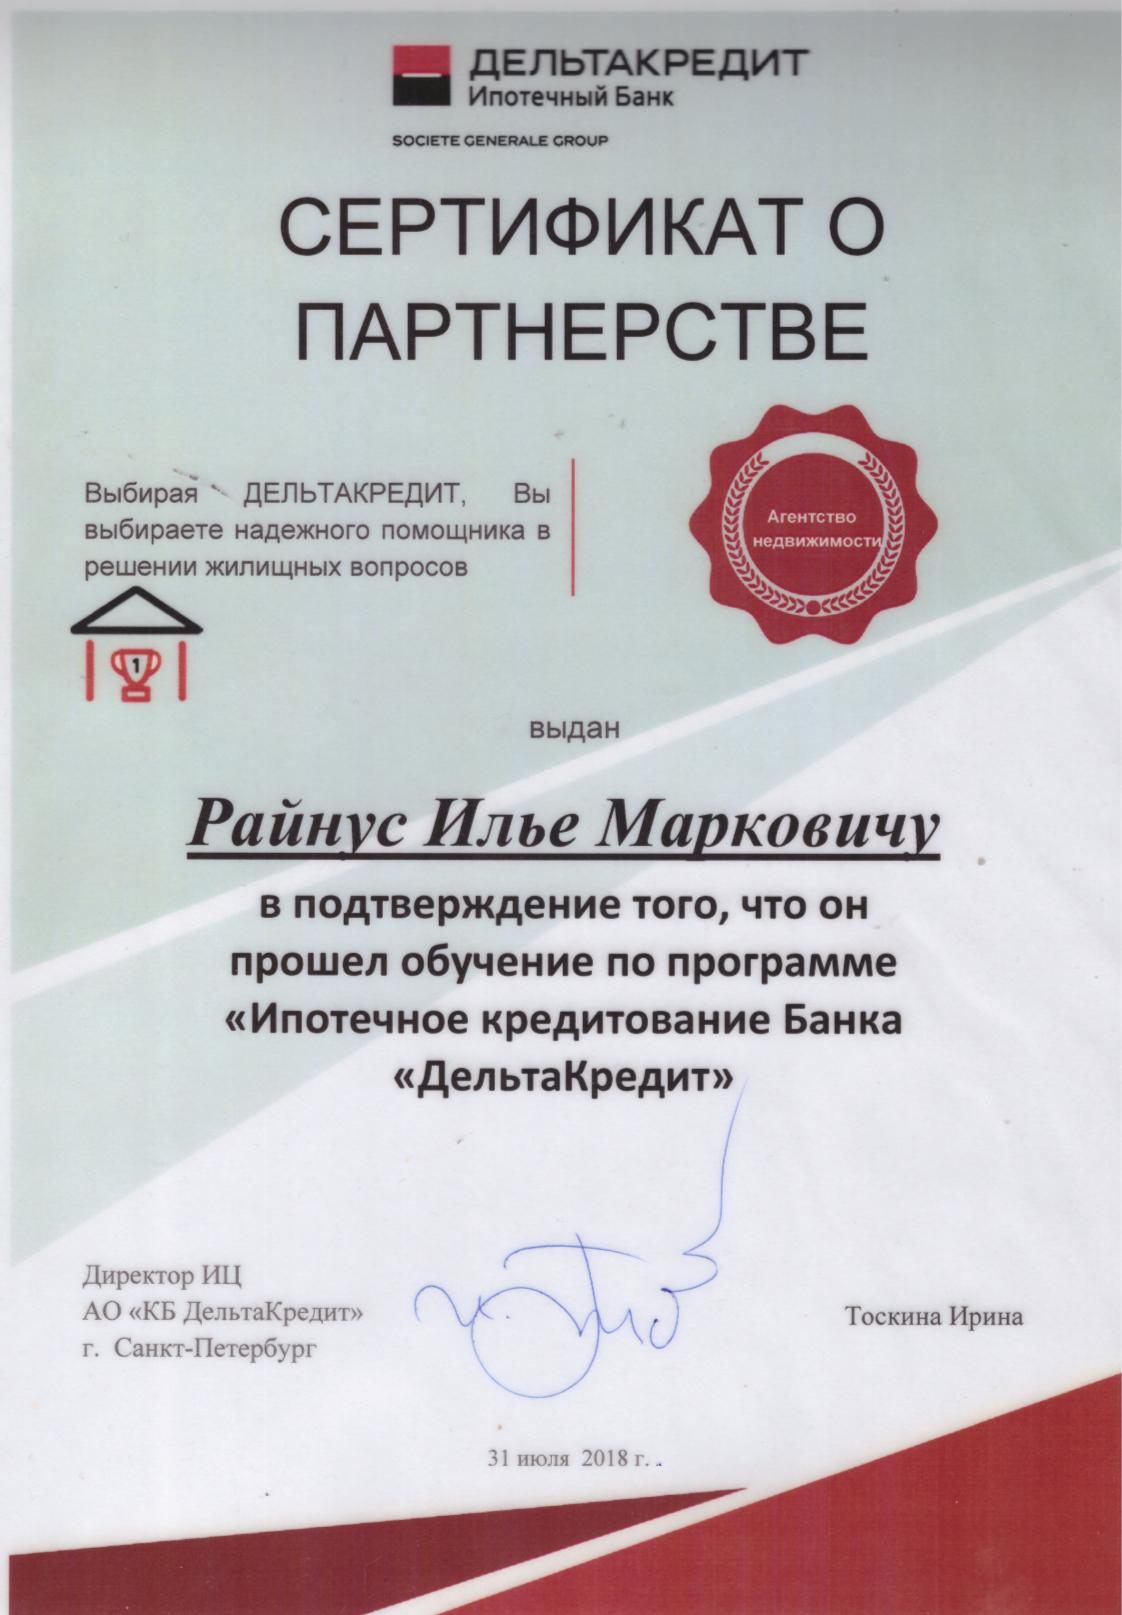 ДЕЛЬТАКРЕДИТ
Ипотечный Банк
SOCIETE GENERALE GROUP
СЕРТИФИКАТ О
ПАРТНЕРСТВЕ
Выбирая ДЕЛЬТАКРЕДИТ, Вы
выбираете надежного помощника в
решении жилищных вопросов
Агентство
недвижимости
1
выдан
Райнус Илье Марковичу
в подтверждение того, что он
прошел обучение по программе
«Ипотечное кредитование Банка
«ДельтаКредит»
Директор ИЦ
АО «КБ ДельтаКредит»
г. Санкт-Петербург
Тоскина Ирина
31 июля 2018 г.